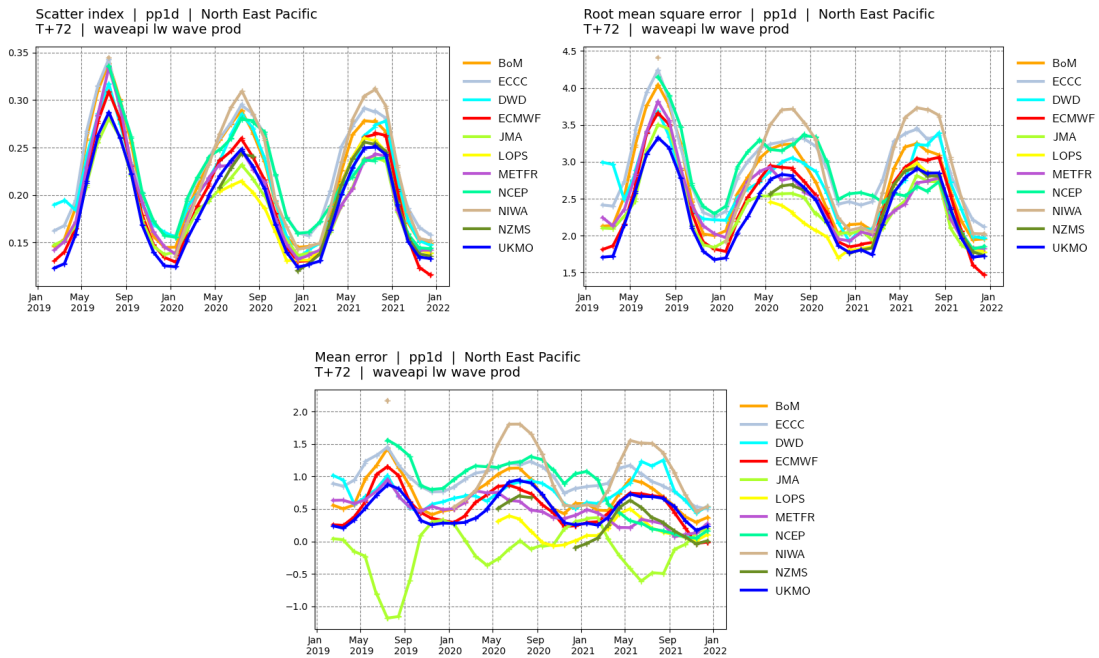 Scatter index | pp1d | North East Pacific
T+72 | waveapi lw wave prod
0.35
0.30
0.25
0.20
0.15
Jan 2019
May 2019
Sep 2019
Jan 2020
May 2020
Sep 2020
Jan 2021
May 2021
Sep 2021
Jan 2022
BoM
ECCC
DWD
ECMWF
JMA
LOPS
METFR
NCEP
NIWA
NZMS
UKMO
Root mean square error | pp1d | North East Pacific
T+72 | waveapi lw wave prod
4.5
4.0
3.5
3.0
2.5
2.0
1.5
Jan 2019
May 2019
Sep 2019
Jan 2020
May 2020
Sep 2020
Jan 2021
May 2021
Sep 2021
Jan 2022
BoM
ECCC
DWD
ECMWF
JMA
LOPS
METFR
NCEP
NIWA
NZMS
UKMO
Mean error | pp1d | North East Pacific
T+72 | waveapi lw wave prod
2.0
1.5
1.0
0.5
0.0
−0.5
−1.0
Jan 2019
May 2019
Sep 2019
Jan 2020
May 2020
Sep 2020
Jan 2021
May 2021
Sep 2021
Jan 2022
BoM
ECCC
DWD
ECMWF
JMA
LOPS
METFR
NCEP
NIWA
NZMS
UKMO